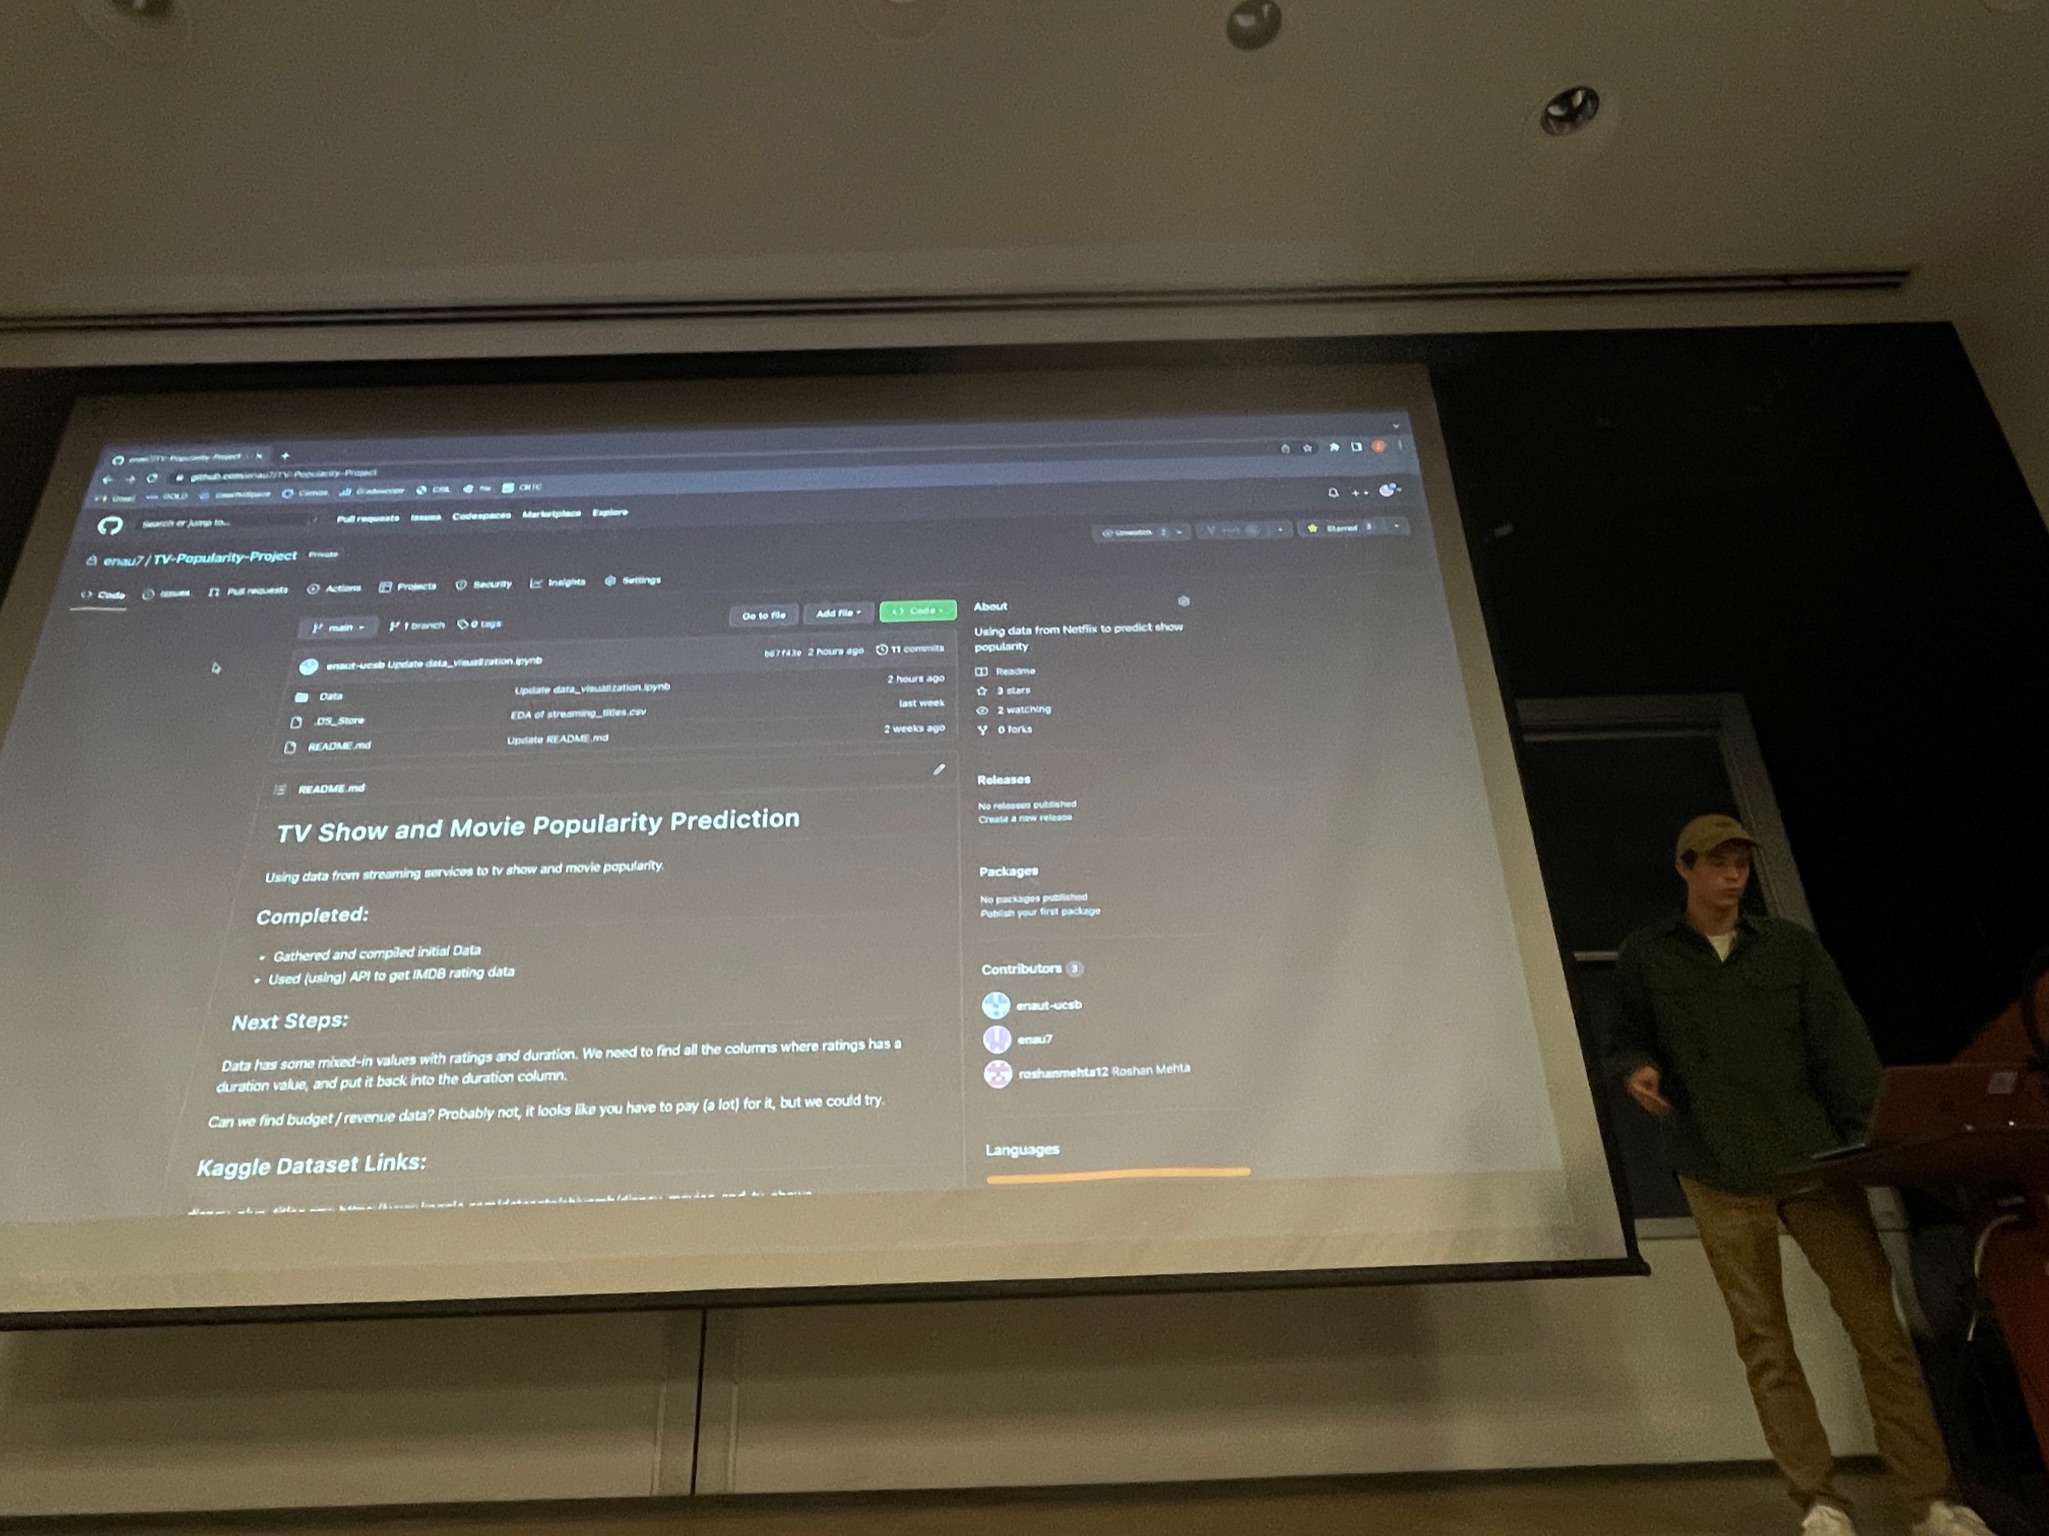 enau7/TV-Popularity-Project
github.com/enau7/TV-Popularity-Project
Gmail GOLD Canvas Gradescope
Search or jump to...
Pull requests Issues Codespaces Marketplace Explore
enau7 / TV-Popularity-Project Private
Unwatch 2 Starred 3
Code Issues Pull requests Actions Projects Security Insights Settings
main 1 branch 0 tags
Go to file Add file Code
enaut-ucsb Update data_visualization.ipynb
2 hours ago 11 commits
Data Update data_visualization.ipynb 2 hours ago
.DS_Store EDA of streaming_titles.csv last week
README.md Update README.md 2 weeks ago
README.md
TV Show and Movie Popularity Prediction
Using data from streaming services to tv show and movie popularity.
Completed:
• Gathered and compiled initial Data
• Used (using) API to get IMDB rating data
Next Steps:
Data has some mixed-in values with ratings and duration. We need to find all the columns where ratings has a
duration value, and put it back into the duration column.
Can we find budget / revenue data? Probably not, it looks like you have to pay (a lot) for it, but we could try.
Kaggle Dataset Links:
About
Using data from Netflix to predict show
popularity
Readme
3 stars
2 watching
0 forks
Releases
No releases published
Create a new release
Packages
No packages published
Publish your first package
Contributors 3
enaut-ucsb
enau7
roshanmehta12 Roshan Mehta
Languages